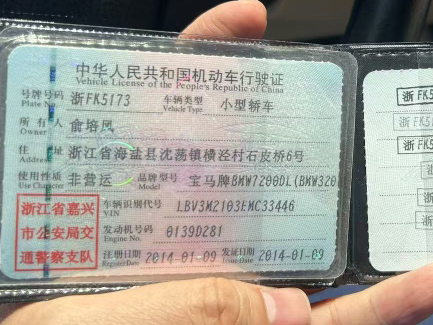 中华人民共和国机动车行驶证
Vehicle License of the People's Republic of China
号牌号码 浙FK5173 车辆类型 小型轿车
Plate No. Vehicle Type
所有人 俞培凤
Owner
住址 浙江省海盐县沈荡镇横泾村石皮桥6号
Address
使用性质 非营运 品牌型号 宝马牌BMW7200DL(BMW320
Use Character Model
浙江省嘉兴
市公安局交
通警察支队
车辆识别代号 LBV3M2103EMC33446
VIN
发动机号码 0139D281
Engine No.
注册日期 2014-01-09 发证日期 2014-01-09
Register Date Issue Date
浙FK5